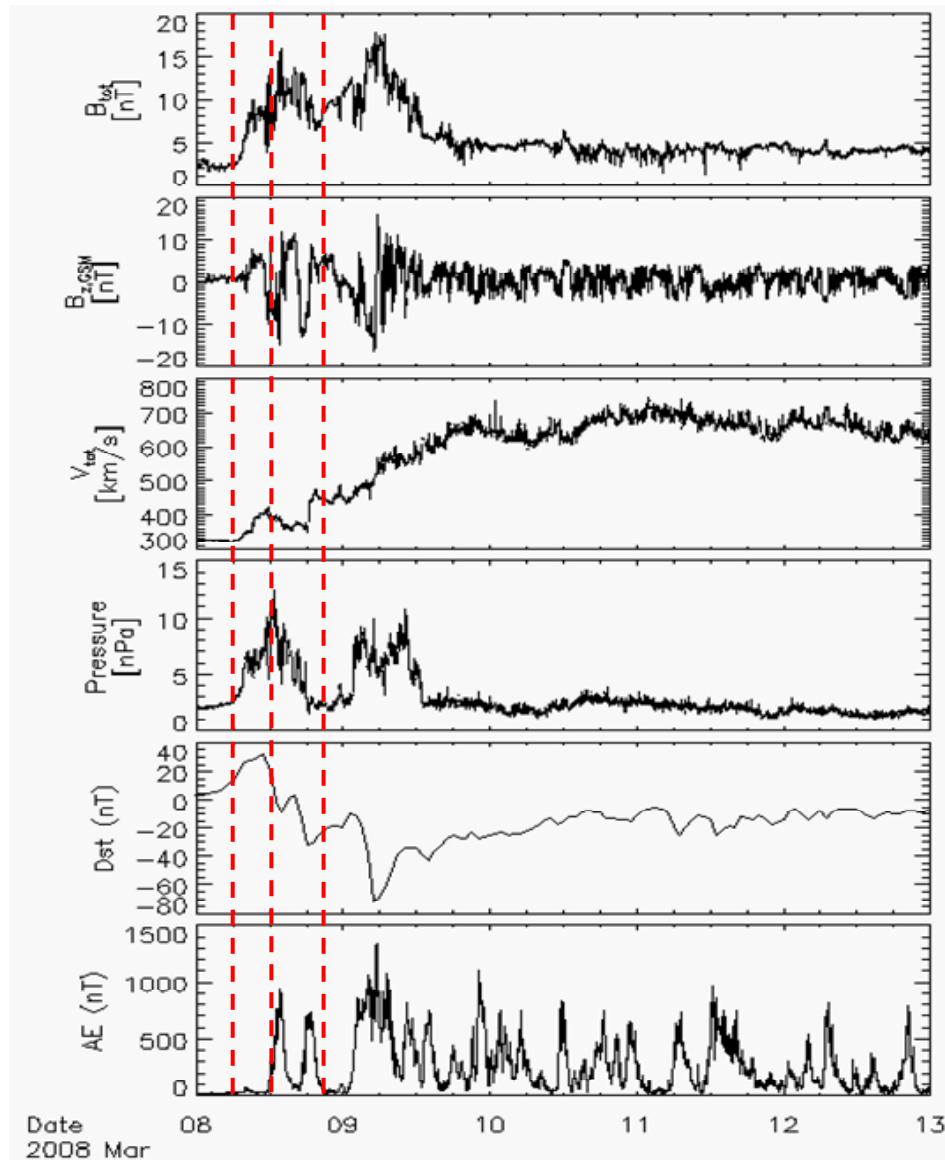 B_tot
[nT]
20
15
10
5
0
B_z,GSM
[nT]
20
10
0
−10
−20
V_tot
[km/s]
800
700
600
500
400
300
Pressure
[nPa]
15
10
5
0
Dst (nT)
40
20
0
−20
−40
−60
−80
AE (nT)
1500
1000
500
0
Date
2008 Mar
08 09 10 11 12 13